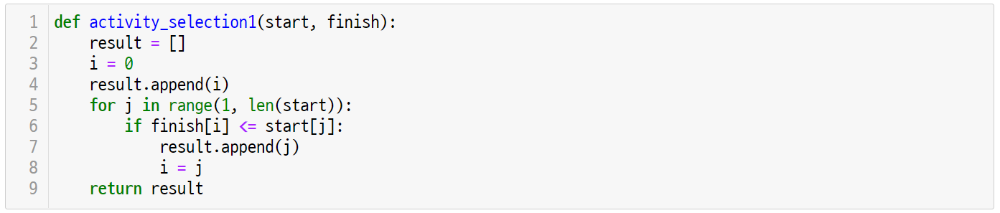 1 def activity_selection1(start, finish):
2     result = []
3     i = 0
4     result.append(i)
5     for j in range(1, len(start)):
6         if finish[i] <= start[j]:
7             result.append(j)
8             i = j
9     return result